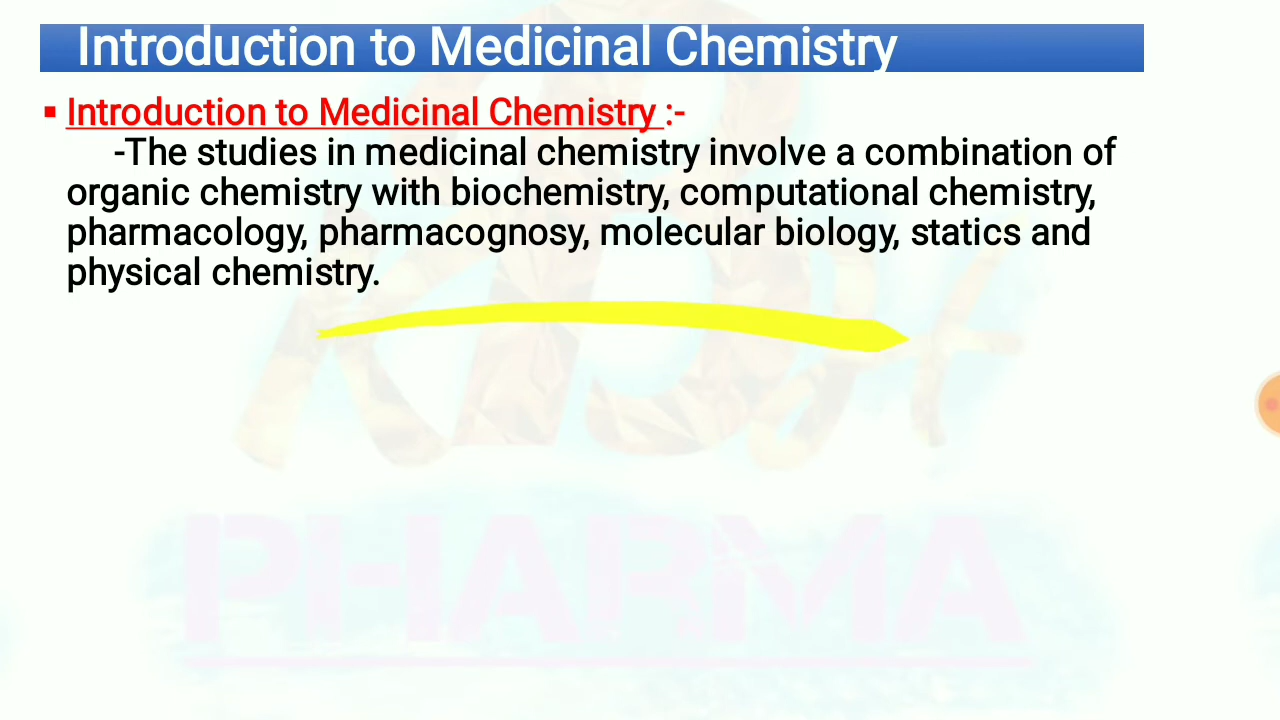 Introduction to Medicinal Chemistry
▪ Introduction to Medicinal Chemistry :-
-The studies in medicinal chemistry involve a combination of
organic chemistry with biochemistry, computational chemistry,
pharmacology, pharmacognosy, molecular biology, statics and
physical chemistry.
PHARMA